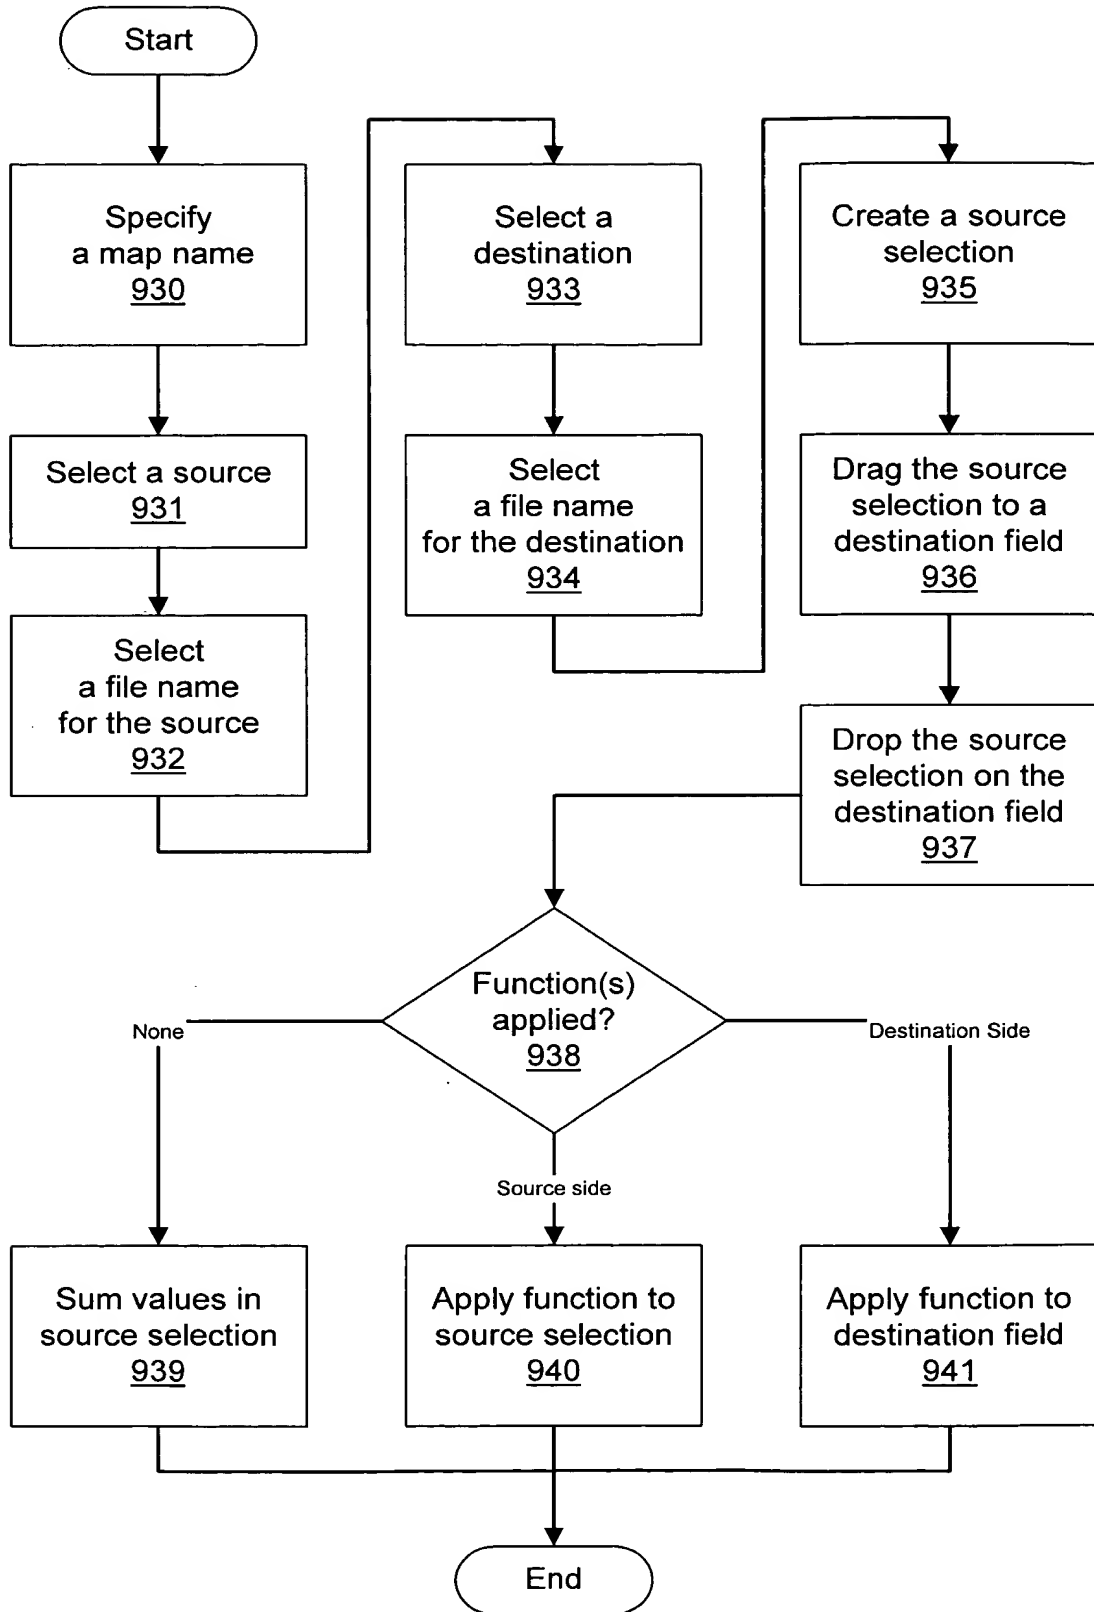 Start
Specify
a map name
930
Select a source
931
Select
a file name
for the source
932
Select a
destination
933
Select
a file name
for the destination
934
Create a source
selection
935
Drag the source
selection to a
destination field
936
Drop the source
selection on the
destination field
937
Function(s)
applied?
938
None
Source side
Destination Side
Sum values in
source selection
939
Apply function to
source selection
940
Apply function to
destination field
941
End